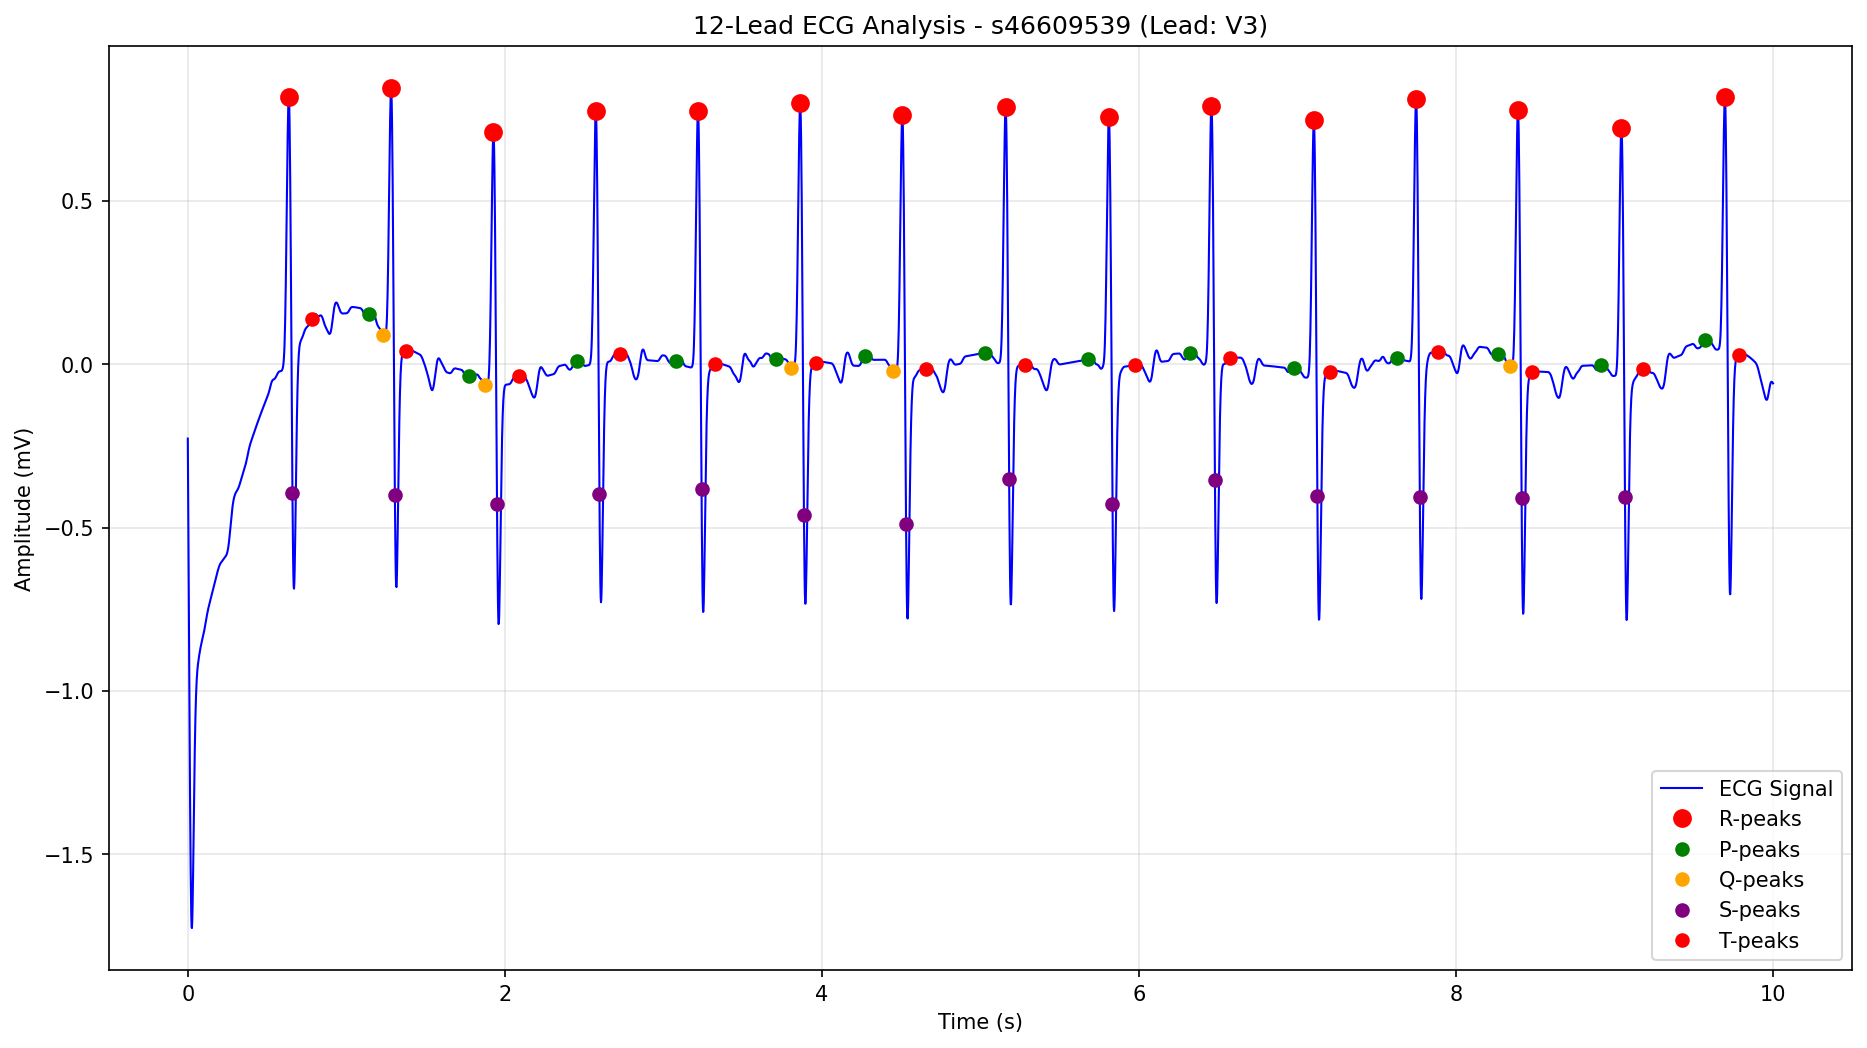 12-Lead ECG Analysis - s46609539 (Lead: V3)
0.5
0.0
−0.5
−1.0
−1.5
Amplitude (mV)
0 2 4 6 8 10
Time (s)
ECG Signal
R-peaks
P-peaks
Q-peaks
S-peaks
T-peaks